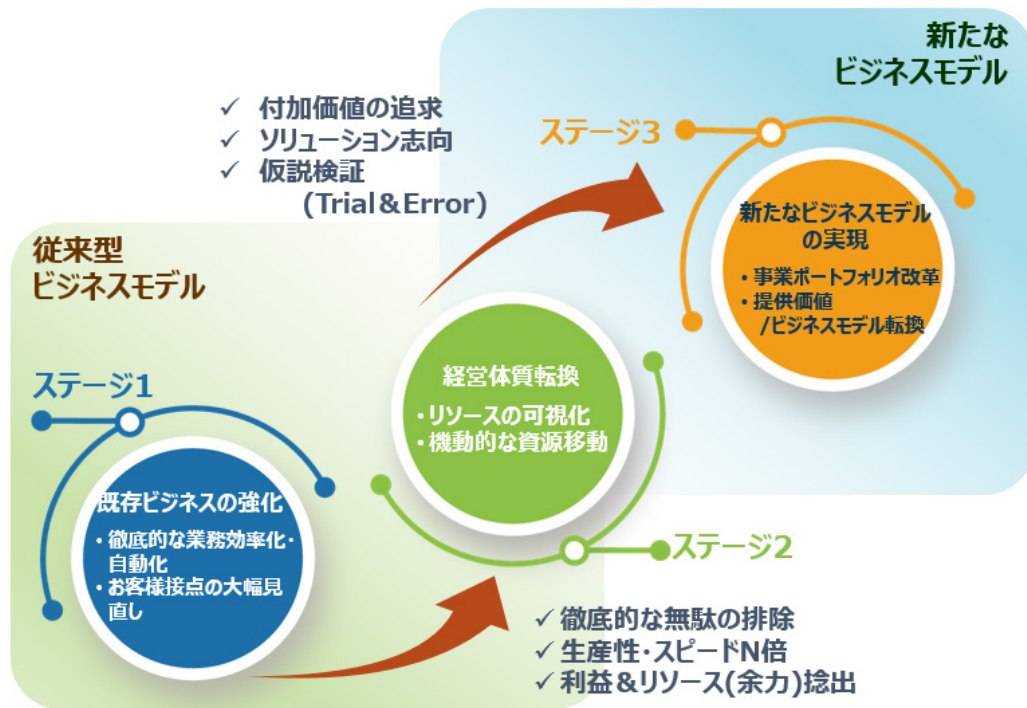 新たな
ビジネスモデル
✓ 付加価値の追求
✓ ソリューション志向
✓ 仮説検証
(Trial＆Error)
ステージ3
新たなビジネスモデル
の実現
・事業ポートフォリオ改革
・提供価値
/ビジネスモデル転換
従来型
ビジネスモデル
経営体質転換
・リソースの可視化
・機動的な資源移動
ステージ1
既存ビジネスの強化
・徹底的な業務効率化・
自動化
・お客様接点の大幅見
直し
ステージ2
✓ 徹底的な無駄の排除
✓ 生産性・スピードN倍
✓ 利益＆リソース(余力)捻出